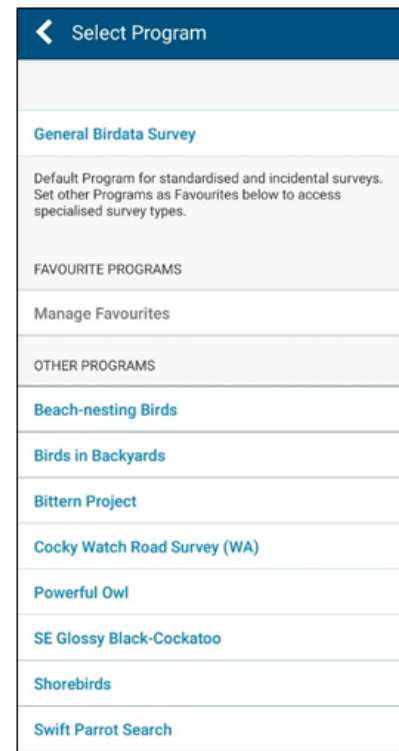 Select Program
General Birdata Survey
Default Program for standardised and incidental surveys.
Set other Programs as Favourites below to access
specialised survey types.
FAVOURITE PROGRAMS
Manage Favourites
OTHER PROGRAMS
Beach-nesting Birds
Birds in Backyards
Bittern Project
Cocky Watch Road Survey (WA)
Powerful Owl
SE Glossy Black-Cockatoo
Shorebirds
Swift Parrot Search